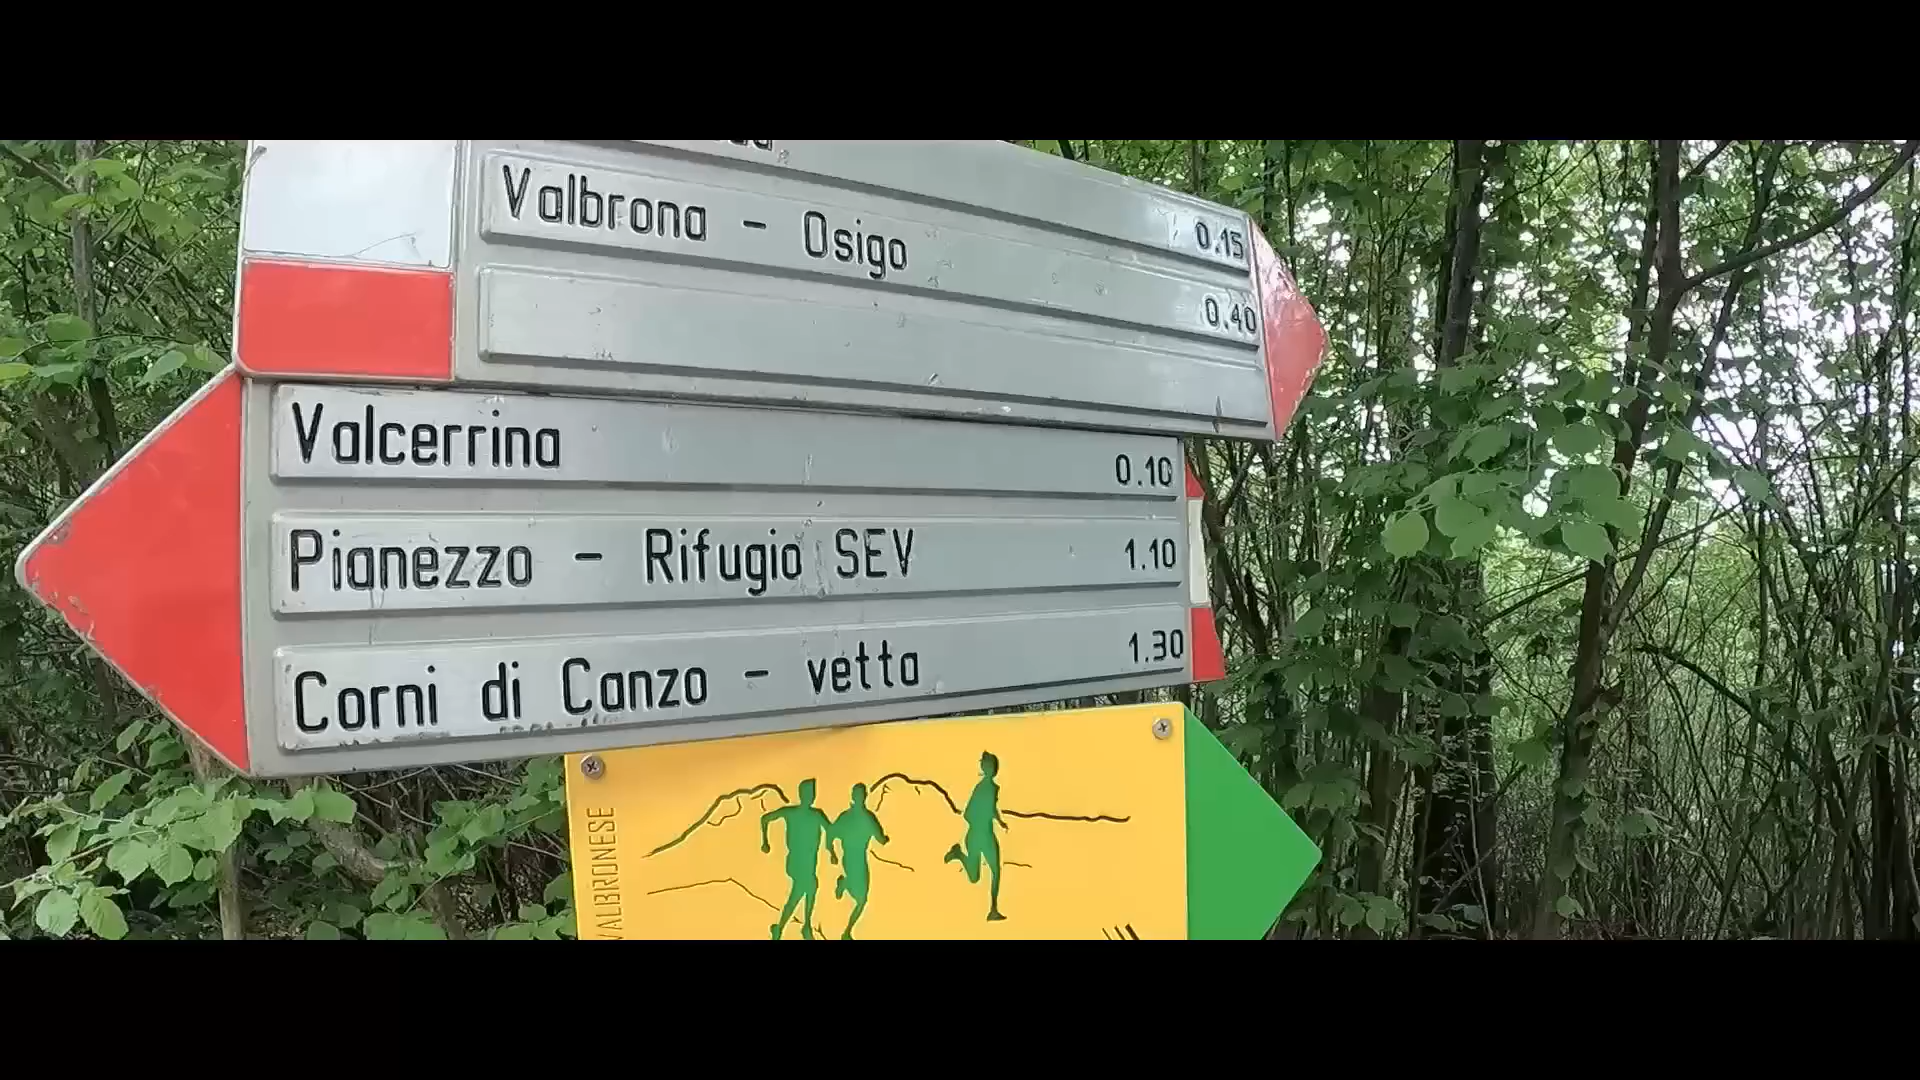 Valbrona - Osigo 0.15
0.40
Valcerrina 0.10
Pianezzo - Rifugio SEV 1.10
Corni di Canzo - vetta 1.30
VALBRONESE